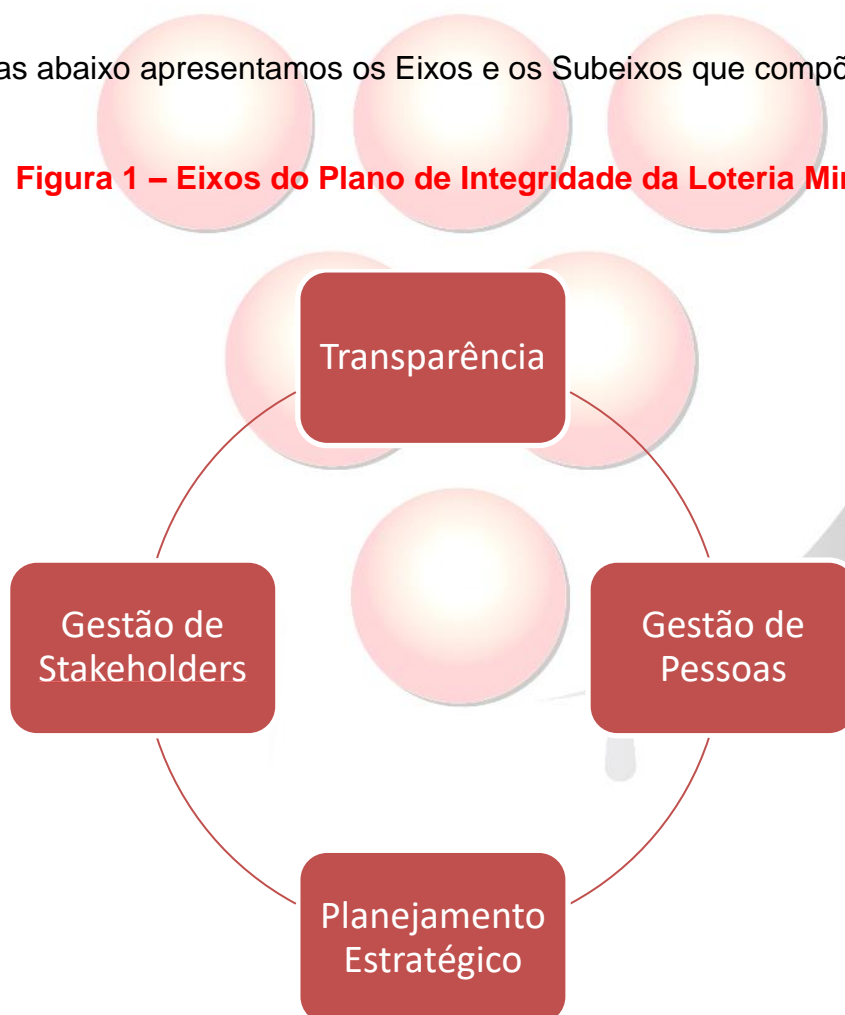 as abaixo apresentamos os Eixos e os Subeixos que compõ
Figura 1 – Eixos do Plano de Integridade da Loteria Mi
Transparência
Gestão de
Stakeholders
Gestão de
Pessoas
Planejamento
Estratégico